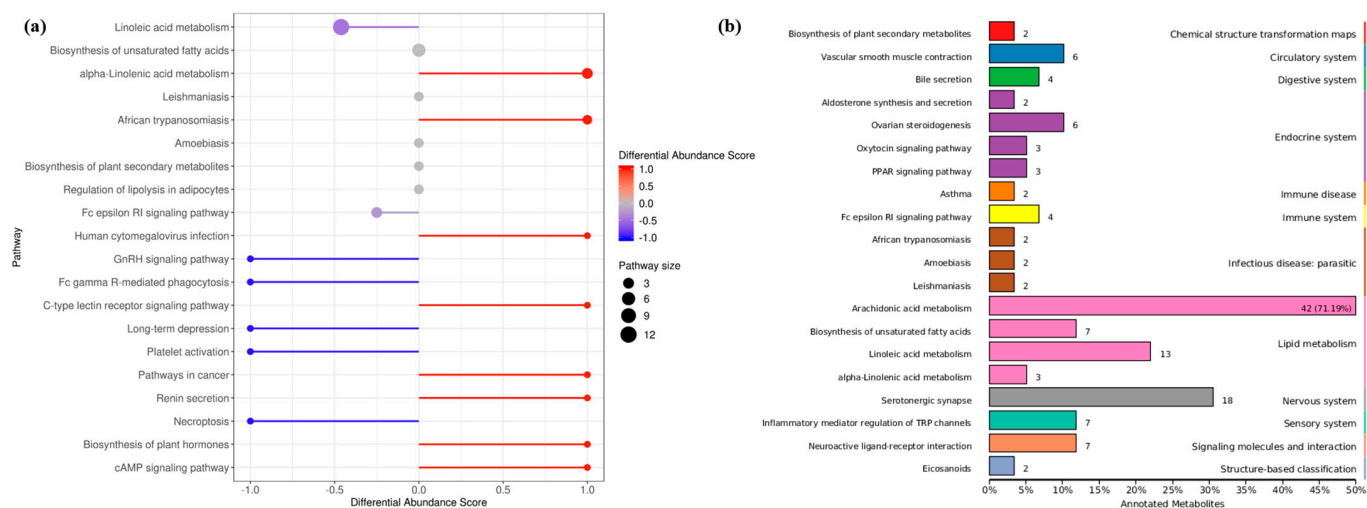 (a)
Pathway
Linoleic acid metabolism
Biosynthesis of unsaturated fatty acids
alpha-Linolenic acid metabolism
Leishmaniasis
African trypanosomiasis
Amoebiasis
Biosynthesis of plant secondary metabolites
Regulation of lipolysis in adipocytes
Fc epsilon RI signaling pathway
Human cytomegalovirus infection
GnRH signaling pathway
Fc gamma R-mediated phagocytosis
C-type lectin receptor signaling pathway
Long-term depression
Platelet activation
Pathways in cancer
Renin secretion
Necroptosis
Biosynthesis of plant hormones
cAMP signaling pathway
-1.0 -0.5 0.0 0.5 1.0
Differential Abundance Score
Differential Abundance Score
1.0
0.5
0.0
-0.5
-1.0
Pathway size
3
6
9
12
(b)
Biosynthesis of plant secondary metabolites 2 Chemical structure transformation maps
Vascular smooth muscle contraction 6 Circulatory system
Bile secretion 4 Digestive system
Aldosterone synthesis and secretion 2
Ovarian steroidogenesis 6
Endocrine system
Oxytocin signaling pathway 3
PPAR signaling pathway 3
Asthma 2 Immune disease
Fc epsilon RI signaling pathway 4 Immune system
African trypanosomiasis 2
Amoebiasis 2 Infectious disease: parasitic
Leishmaniasis 2
Arachidonic acid metabolism 42 (71.19%)
Biosynthesis of unsaturated fatty acids 7
Lipid metabolism
Linoleic acid metabolism 13
alpha-Linolenic acid metabolism 3
Serotonergic synapse 18 Nervous system
Inflammatory mediator regulation of TRP channels 7 Sensory system
Neuroactive ligand-receptor interaction 7 Signaling molecules and interaction
Eicosanoids 2 Structure-based classification
0% 5% 10% 15% 20% 25% 30% 35% 40% 45% 50%
Annotated Metabolites